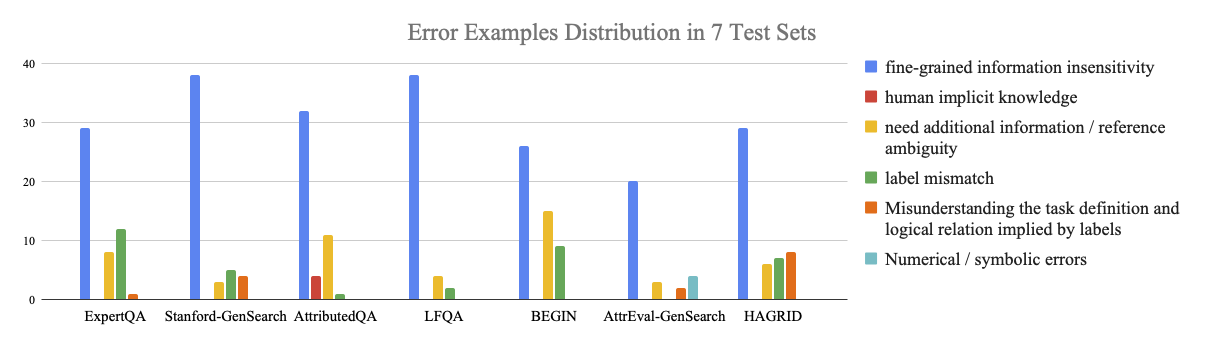 Error Examples Distribution in 7 Test Sets
40
30
20
10
0
ExpertQA
Stanford-GenSearch
AttributedQA
LFQA
BEGIN
AttrEval-GenSearch
HAGRID
fine-grained information insensitivity
human implicit knowledge
need additional information / reference
ambiguity
label mismatch
Misunderstanding the task definition and
logical relation implied by labels
Numerical / symbolic errors